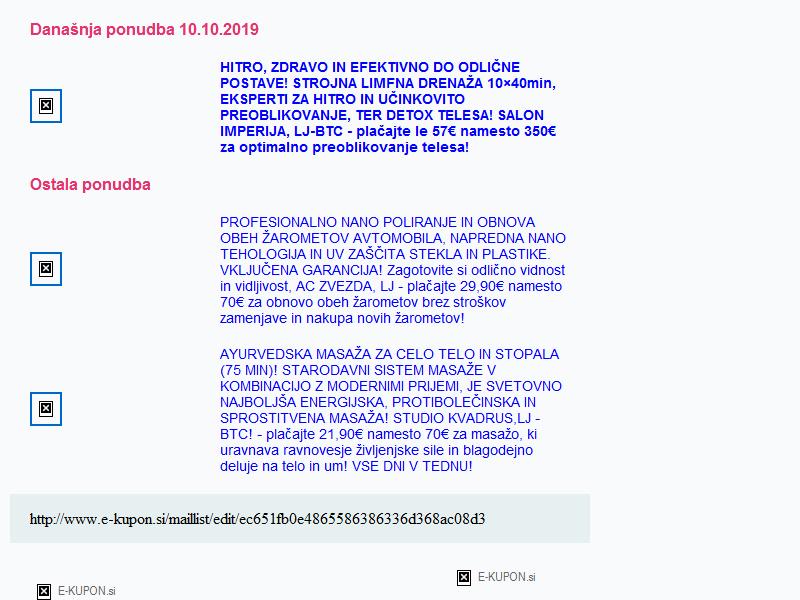 Današnja ponudba 10.10.2019
HITRO, ZDRAVO IN EFEKTIVNO DO ODLIČNE
POSTAVE! STROJNA LIMFNA DRENAŽA 10×40min,
EKSPERTI ZA HITRO IN UČINKOVITO
PREOBLIKOVANJE, TER DETOX TELESA! SALON
IMPERIJA, LJ-BTC - plačajte le 57€ namesto 350€
za optimalno preoblikovanje telesa!
Ostala ponudba
PROFESIONALNO NANO POLIRANJE IN OBNOVA
OBEH ŽAROMETOV AVTOMOBILA, NAPREDNA NANO
TEHOLOGIJA IN UV ZAŠČITA STEKLA IN PLASTIKE.
VKLJUČENA GARANCIJA! Zagotovite si odlično vidnost
in vidljivost, AC ZVEZDA, LJ - plačajte 29,90€ namesto
70€ za obnovo obeh žarometov brez stroškov
zamenjave in nakupa novih žarometov!
AYURVEDSKA MASAŽA ZA CELO TELO IN STOPALA
(75 MIN)! STARODAVNI SISTEM MASAŽE V
KOMBINACIJO Z MODERNIMI PRIJEMI, JE SVETOVNO
NAJBOLJŠA ENERGIJSKA, PROTIBOLEČINSKA IN
SPROSTITVENA MASAŽA! STUDIO KVADRUS,LJ -
BTC! - plačajte 21,90€ namesto 70€ za masažo, ki
uravnava ravnovesje življenjske sile in blagodejno
deluje na telo in um! VSE DNI V TEDNU!
http://www.e-kupon.si/maillist/edit/ec651fb0e4865586386336d368ac08d3
E-KUPON.si
E-KUPON.si